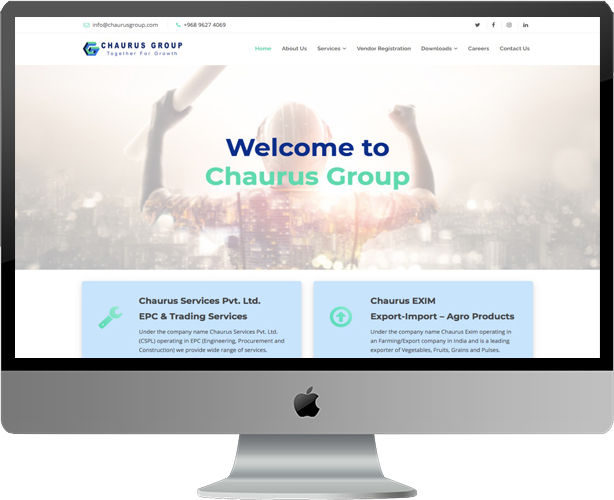 info@chaurusgroup.com +968 9627 4069
CHAURUS GROUP
Together For Growth
Home About Us Services Vendor Registration Downloads Careers Contact Us
Welcome to
Chaurus Group
Chaurus Services Pvt. Ltd.
EPC & Trading Services
Under the company name Chaurus Services Pvt. Ltd.
(CSPL) operating in EPC (Engineering, Procurement and
Construction) we provide wide range of services.
Chaurus EXIM
Export-Import – Agro Products
Under the company name Chaurus Exim operating in
an Farming/Export company in India and is a leading
exporter of Vegetables, Fruits, Grains and Pulses.